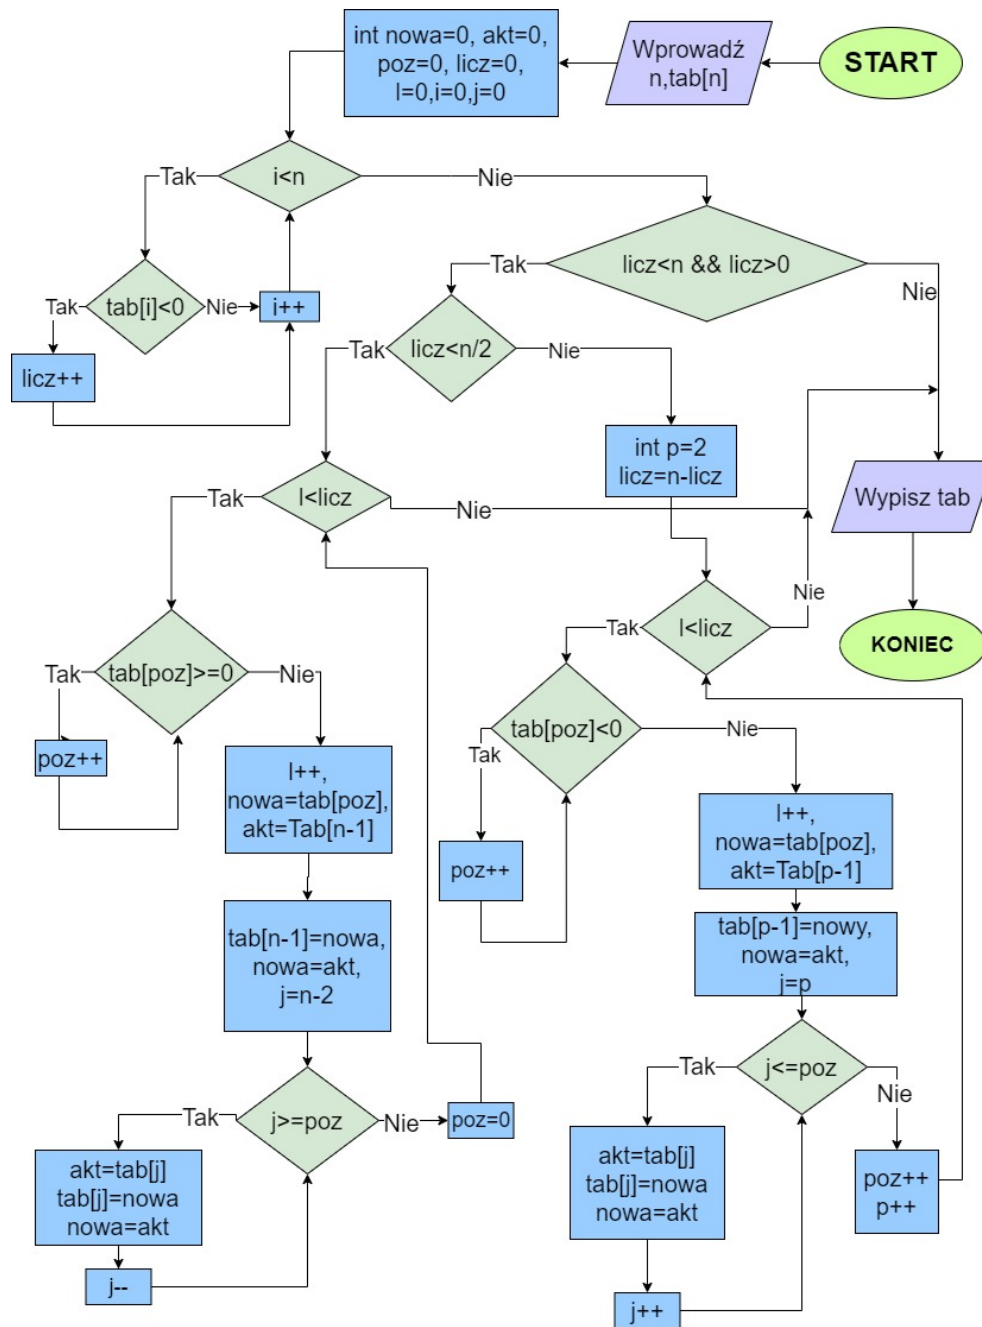 START
Wprowadź
n,tab[n]
int nowa=0, akt=0,
poz=0, licz=0,
l=0,i=0,j=0
i<n
Tak
Nie
tab[i]<0
Tak
Nie
i++
licz++
licz<n && licz>0
Tak
Nie
licz<n/2
Tak
Nie
int p=2
licz=n-licz
l<licz
Tak
Nie
Wypisz tab
KONIEC
l<licz
Tak
Nie
tab[poz]>=0
Tak
Nie
poz++
l++,
nowa=tab[poz],
akt=Tab[n-1]
tab[n-1]=nowa,
nowa=akt,
j=n-2
j>=poz
Tak
Nie
poz=0
akt=tab[j]
tab[j]=nowa
nowa=akt
j--
tab[poz]<0
Tak
Nie
poz++
l++,
nowa=tab[poz],
akt=Tab[p-1]
tab[p-1]=nowy,
nowa=akt,
j=p
j<=poz
Tak
Nie
akt=tab[j]
tab[j]=nowa
nowa=akt
j++
poz++
p++